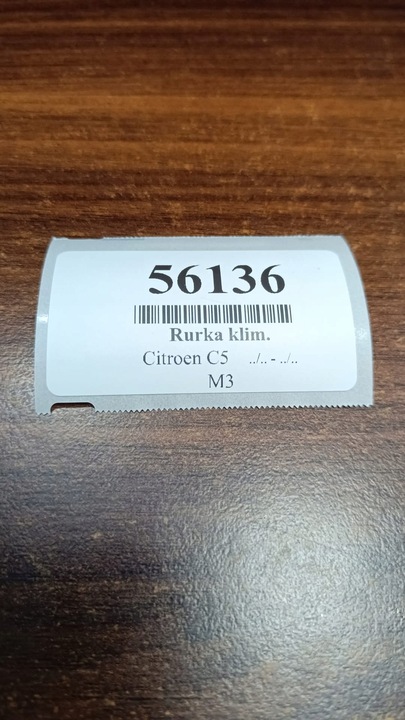 56136
Rurka klim.
Citroen C5 ../.. - ../..
M3